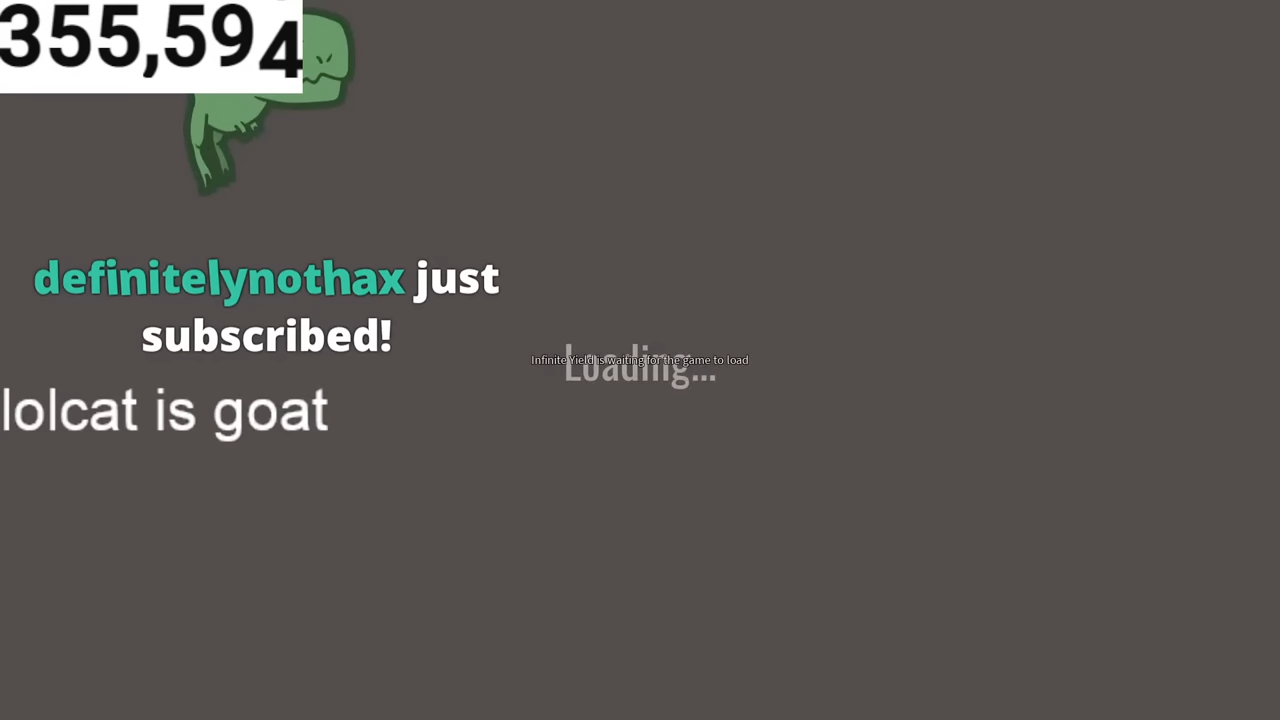 355,594
definitelynothax just
subscribed!
Infinite Yield is waiting for the game to load
Loading...
lolcat is goat